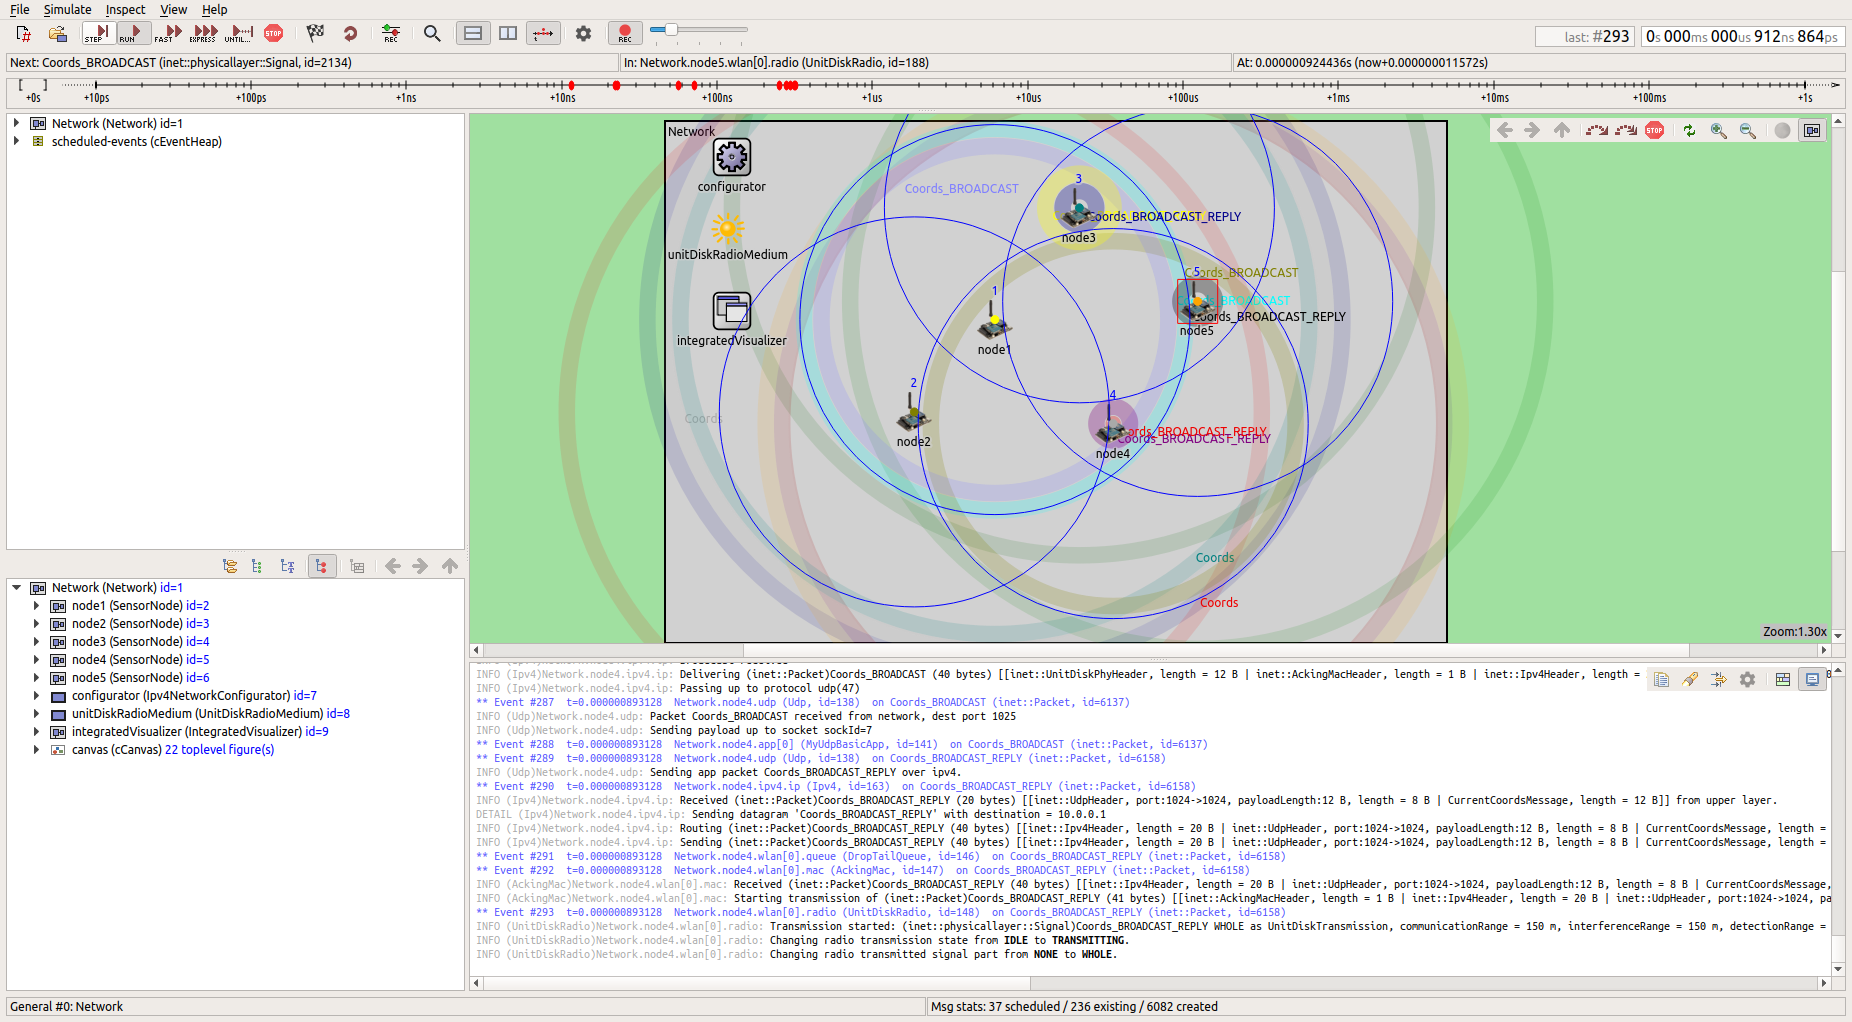 File Simulate Inspect View Help
STEP RUN FAST EXPRESS UNTIL... STOP REC REC
last: #293 0s 000ms 000us 912ns 864ps
Next: Coords_BROADCAST (inet::physicallayer::Signal, id=2134) In: Network.node5.wlan[0].radio (UnitDiskRadio, id=188) At: 0.000000924436s (now+0.000000011572s)
+0s +10ps +100ps +1ns +10ns +100ns +1us +10us +100us +1ms +10ms +100ms +1s
Network (Network) id=1
scheduled-events (cEventHeap)
Network (Network) id=1
node1 (SensorNode) id=2
node2 (SensorNode) id=3
node3 (SensorNode) id=4
node4 (SensorNode) id=5
node5 (SensorNode) id=6
configurator (Ipv4NetworkConfigurator) id=7
unitDiskRadioMedium (UnitDiskRadioMedium) id=8
integratedVisualizer (IntegratedVisualizer) id=9
canvas (cCanvas) 22 toplevel figure(s)
Network
STOP
configurator
Coords_BROADCAST
3
Coords_BROADCAST_REPLY
node3
unitDiskRadioMedium
5
Coords_BROADCAST
Coords_BROADCAST
Coords_BROADCAST_REPLY
node5
1
node1
integratedVisualizer
2
node2
4
Coords_BROADCAST_REPLY
Coords_BROADCAST_REPLY
node4
Coords
Coords
Coords
Zoom:1.30x
INFO (Ipv4)Network.node4.ipv4.ip: Delivering (inet::Packet)Coords_BROADCAST (40 bytes) [[inet::UnitDiskPhyHeader, length = 12 B | inet::AckingMacHeader, length = 1 B | inet::Ipv4Header, length =
INFO (Ipv4)Network.node4.ipv4.ip: Passing up to protocol udp(47)
** Event #287 t=0.000000893128 Network.node4.udp (Udp, id=138) on Coords_BROADCAST (inet::Packet, id=6137)
INFO (Udp)Network.node4.udp: Packet Coords_BROADCAST received from network, dest port 1025
INFO (Udp)Network.node4.udp: Sending payload up to socket sockId=7
** Event #288 t=0.000000893128 Network.node4.app[0] (MyUdpBasicApp, id=141) on Coords_BROADCAST (inet::Packet, id=6137)
** Event #289 t=0.000000893128 Network.node4.udp (Udp, id=138) on Coords_BROADCAST_REPLY (inet::Packet, id=6158)
INFO (Udp)Network.node4.udp: Sending app packet Coords_BROADCAST_REPLY over ipv4.
** Event #290 t=0.000000893128 Network.node4.ipv4.ip (Ipv4, id=163) on Coords_BROADCAST_REPLY (inet::Packet, id=6158)
INFO (Ipv4)Network.node4.ipv4.ip: Received (inet::Packet)Coords_BROADCAST_REPLY (20 bytes) [[inet::UdpHeader, port:1024->1024, payloadLength:12 B, length = 8 B | CurrentCoordsMessage, length = 12 B]] from upper layer.
DETAIL (Ipv4)Network.node4.ipv4.ip: Sending datagram 'Coords_BROADCAST_REPLY' with destination = 10.0.0.1
INFO (Ipv4)Network.node4.ipv4.ip: Routing (inet::Packet)Coords_BROADCAST_REPLY (40 bytes) [[inet::Ipv4Header, length = 20 B | inet::UdpHeader, port:1024->1024, payloadLength:12 B, length = 8 B | CurrentCoordsMessage, length =
INFO (Ipv4)Network.node4.ipv4.ip: Sending (inet::Packet)Coords_BROADCAST_REPLY (40 bytes) [[inet::Ipv4Header, length = 20 B | inet::UdpHeader, port:1024->1024, payloadLength:12 B, length = 8 B | CurrentCoordsMessage, length =
** Event #291 t=0.000000893128 Network.node4.wlan[0].queue (DropTailQueue, id=146) on Coords_BROADCAST_REPLY (inet::Packet, id=6158)
** Event #292 t=0.000000893128 Network.node4.wlan[0].mac (AckingMac, id=147) on Coords_BROADCAST_REPLY (inet::Packet, id=6158)
INFO (AckingMac)Network.node4.wlan[0].mac: Received (inet::Packet)Coords_BROADCAST_REPLY (40 bytes) [[inet::Ipv4Header, length = 20 B | inet::UdpHeader, port:1024->1024, payloadLength:12 B, length = 8 B | CurrentCoordsMessage,
INFO (AckingMac)Network.node4.wlan[0].mac: Starting transmission of (inet::Packet)Coords_BROADCAST_REPLY (41 bytes) [[inet::AckingMacHeader, length = 1 B | inet::Ipv4Header, length = 20 B | inet::UdpHeader, port:1024->1024, pa
** Event #293 t=0.000000893128 Network.node4.wlan[0].radio (UnitDiskRadio, id=148) on Coords_BROADCAST_REPLY (inet::Packet, id=6158)
INFO (UnitDiskRadio)Network.node4.wlan[0].radio: Transmission started: (inet::physicallayer::Signal)Coords_BROADCAST_REPLY WHOLE as UnitDiskTransmission, communicationRange = 150 m, interferenceRange = 150 m, detectionRange =
INFO (UnitDiskRadio)Network.node4.wlan[0].radio: Changing radio transmission state from IDLE to TRANSMITTING.
INFO (UnitDiskRadio)Network.node4.wlan[0].radio: Changing radio transmitted signal part from NONE to WHOLE.
General #0: Network Msg stats: 37 scheduled / 236 existing / 6082 created